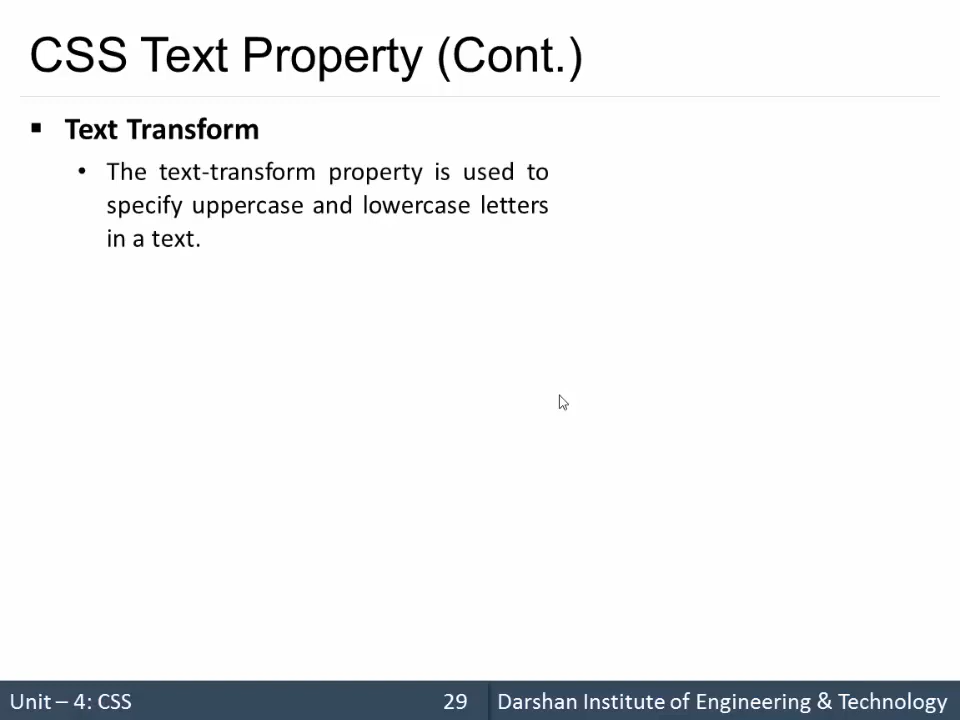 CSS Text Property (Cont.)
▪ Text Transform
• The text-transform property is used to
specify uppercase and lowercase letters
in a text.
Unit – 4: CSS 29 Darshan Institute of Engineering & Technology